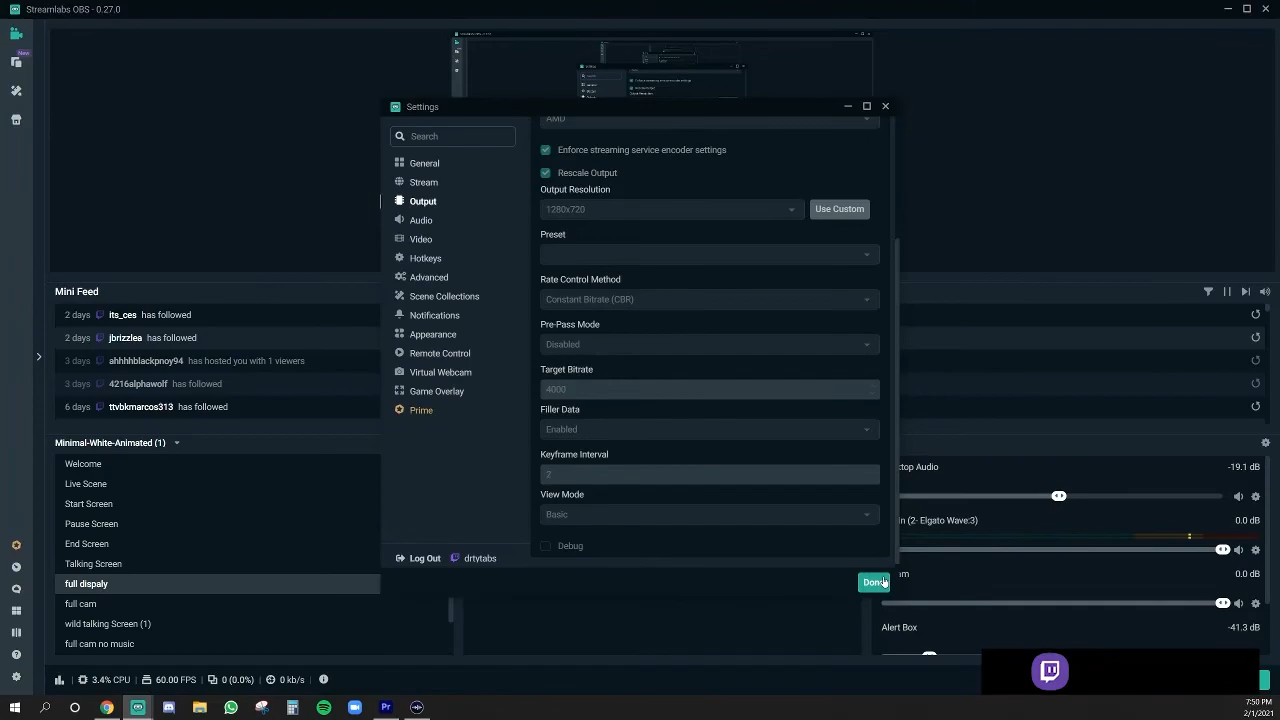 Streamlabs OBS - 0.27.0
New
Settings
Search
General
Stream
Output
Audio
Video
Hotkeys
Advanced
Scene Collections
Notifications
Appearance
Remote Control
Virtual Webcam
Game Overlay
Prime
Log Out
drtytabs
AMD
Enforce streaming service encoder settings
Rescale Output
Output Resolution
1280x720
Use Custom
Preset
Rate Control Method
Constant Bitrate (CBR)
Pre-Pass Mode
Disabled
Target Bitrate
4000
Filler Data
Enabled
Keyframe Interval
2
View Mode
Basic
Debug
Done
Mini Feed
2 days its_ces has followed
2 days jbrizzlea has followed
3 days ahhhhblackpnoy94 has hosted you with 1 viewers
3 days 4216alphawolf has followed
6 days ttvbkmarcos313 has followed
Minimal-White-Animated (1)
Welcome
Live Scene
Start Screen
Pause Screen
End Screen
Talking Screen
full dispaly
full cam
wild talking Screen (1)
full cam no music
ktop Audio -19.1 dB
in (2- Elgato Wave:3) 0.0 dB
am 0.0 dB
Alert Box -41.3 dB
3.4% CPU
60.00 FPS
0 (0.0%)
0 kb/s
7:50 PM
2/1/2021